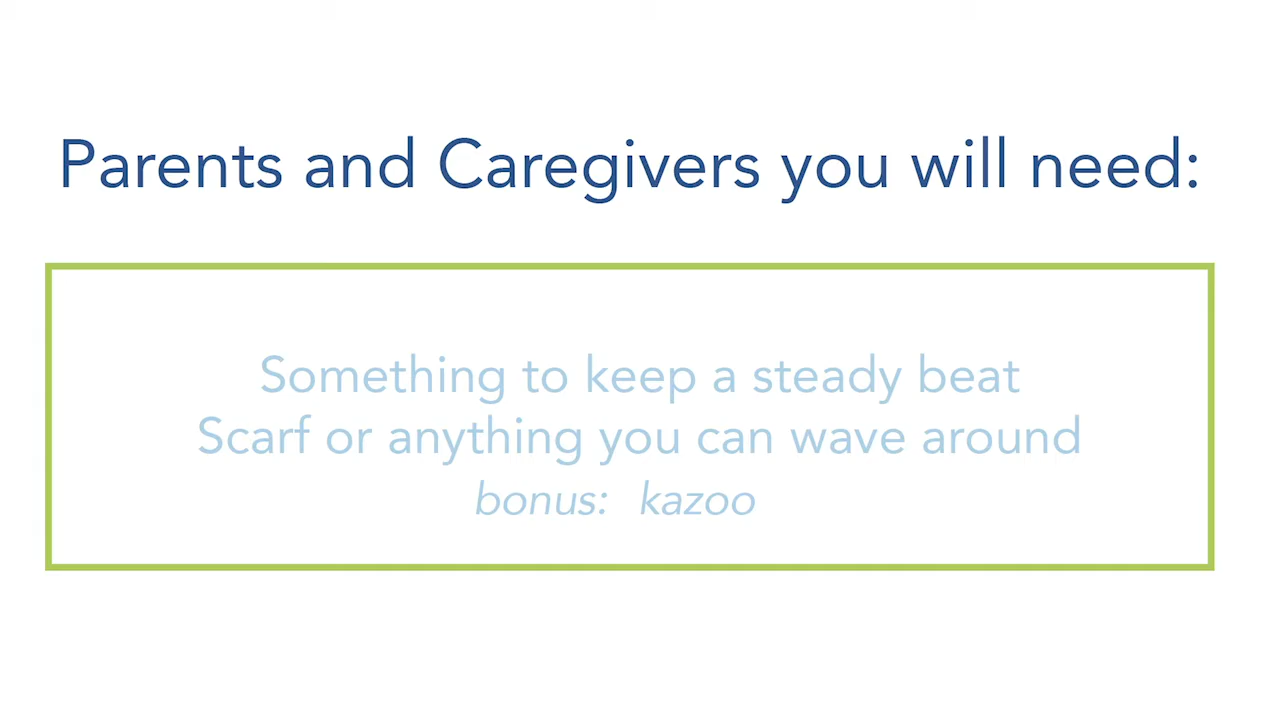 Parents and Caregivers you will need:
Something to keep a steady beat
Scarf or anything you can wave around
bonus: kazoo